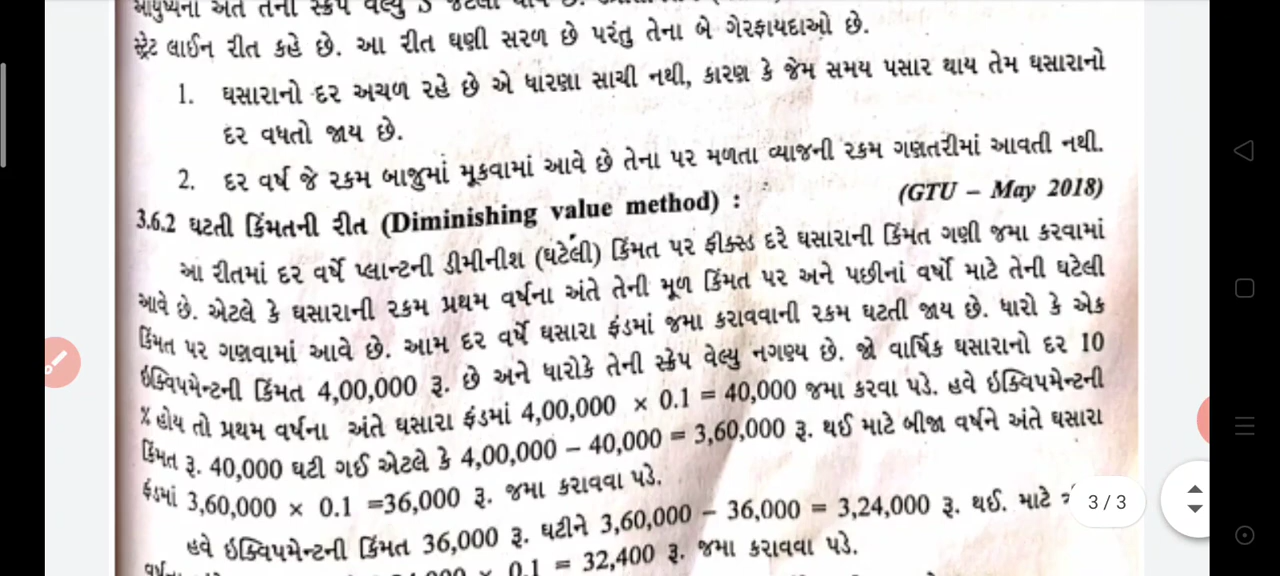 આયુષ્યના અંતે તેની સ્ક્રેપ વેલ્યુ S જેટલી
સ્ટ્રેટ લાઈન રીત કહે છે. આ રીત ઘણી સરળ છે પરંતુ તેના બે ગેરફાયદાઓ છે.
1. ઘસારાનો દર અચળ રહે છે એ ધારણા સાચી નથી, કારણ કે જેમ સમય પસાર થાય તેમ ઘસારાનો
દર વધતો જાય છે.
2. દર વર્ષ જે રકમ બાજુમાં મૂકવામાં આવે છે તેના પર મળતા વ્યાજની રકમ ગણતરીમાં આવતી નથી.
3.6.2 ઘટતી કિંમતની રીત (Diminishing value method) : (GTU – May 2018)
આ રીતમાં દર વર્ષે પ્લાન્ટની ડીમીનીશ (ઘટેલી) કિંમત પર ફીક્સ્ડ દરે ઘસારાની કિંમત ગણી જમા કરવામાં
આવે છે. એટલે કે ઘસારાની રકમ પ્રથમ વર્ષના અંતે તેની મૂળ કિંમત પર અને પછીનાં વર્ષો માટે તેની ઘટેલી
કિંમત પર ગણવામાં આવે છે. આમ દર વર્ષે ઘસારા ફંડમાં જમા કરાવવાની રકમ ઘટતી જાય છે. ધારો કે એક
ઇક્વિપમેન્ટની કિંમત 4,00,000 રૂ. છે અને ધારોકે તેની સ્ક્રેપ વેલ્યુ નગણ્ય છે. જો વાર્ષિક ઘસારાનો દર 10
% હોય તો પ્રથમ વર્ષના અંતે ઘસારા ફંડમાં 4,00,000 × 0.1 = 40,000 જમા કરવા પડે. હવે ઇક્વિપમેન્ટની
કિંમત રૂ. 40,000 ઘટી ગઈ એટલે કે 4,00,000 – 40,000 = 3,60,000 રૂ. થઈ માટે બીજા વર્ષને અંતે ઘસારા
ફંડમાં 3,60,000 × 0.1 =36,000 રૂ. જમા કરાવવા પડે.
હવે ઇક્વિપમેન્ટની કિંમત 36,000 રૂ. ઘટીને 3,60,000 – 36,000 = 3,24,000 રૂ. થઈ. માટે
× 0.1 = 32,400 રૂ. જમા કરાવવા પડે.
3 / 3